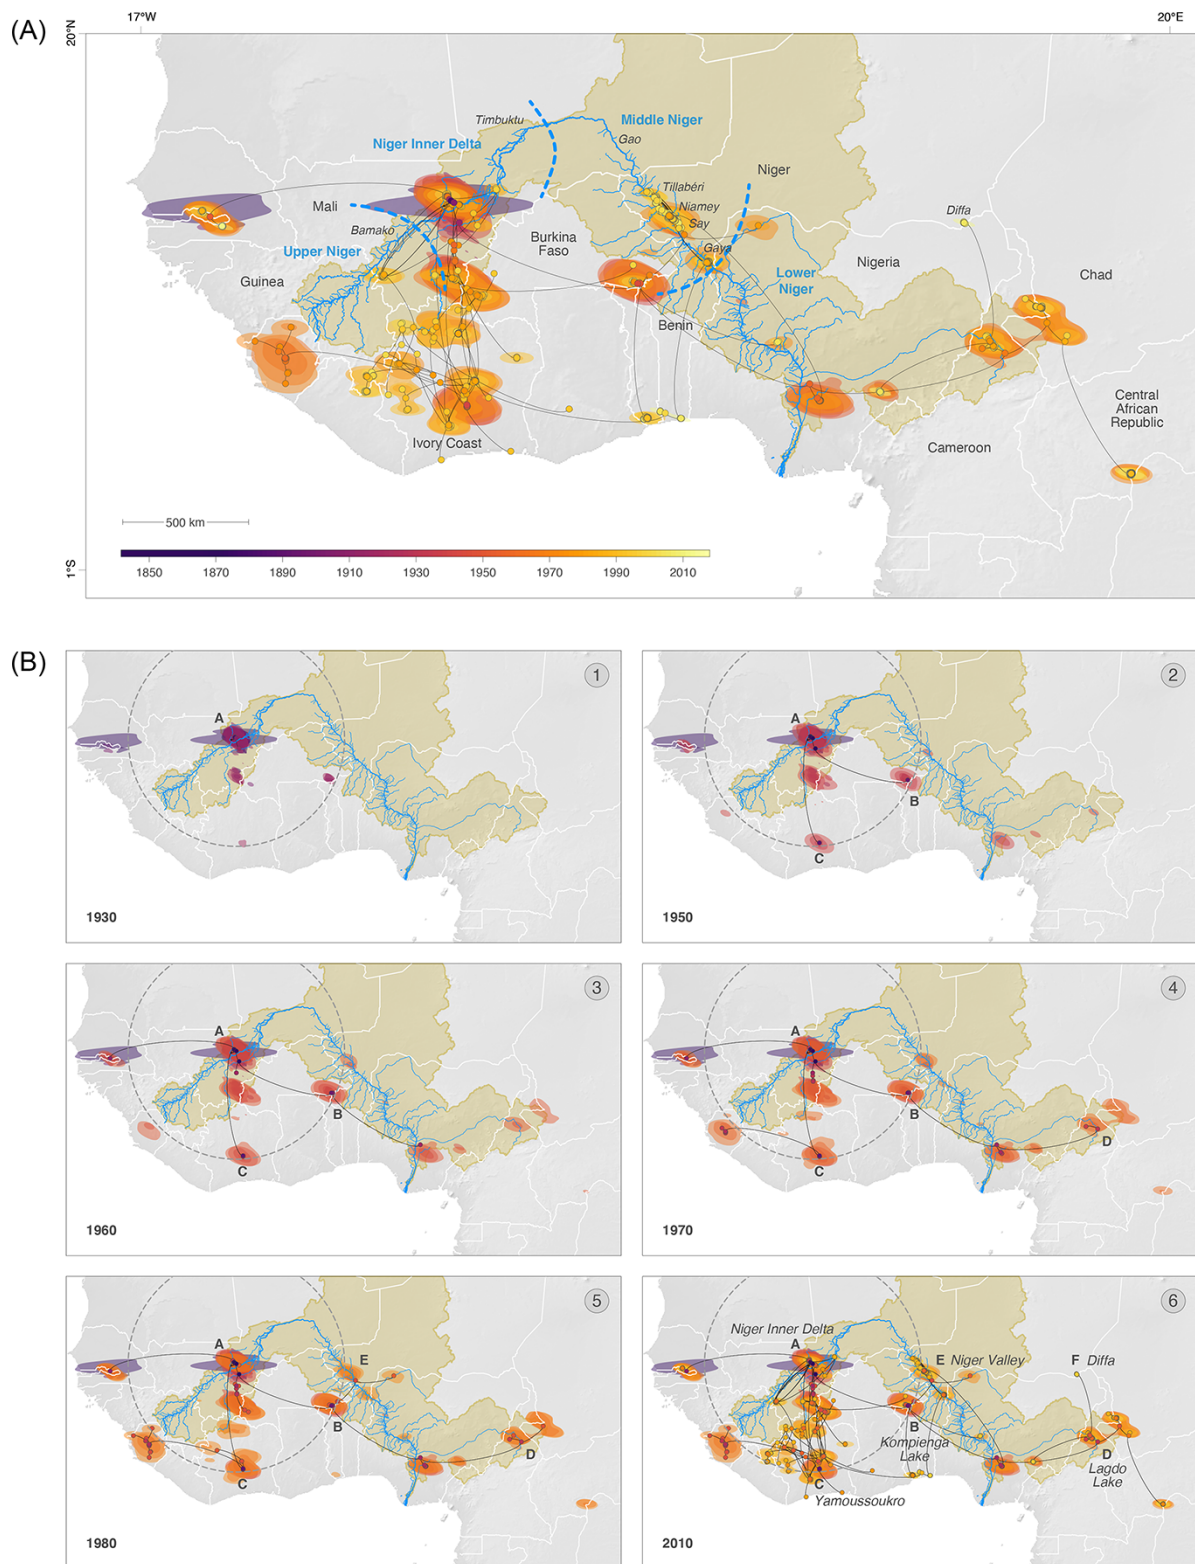 (A)
17°W
20°E
20°N
Timbuktu
Middle Niger
Niger Inner Delta
Gao
Niger
Tillabéri
Mali
Niamey
Diffa
Say
Bamako
Burkina
Faso
Gaya
Upper Niger
Nigeria
Chad
Guinea
Lower
Niger
Benin
Central
African
Republic
Ivory Coast
Cameroon
500 km
1°S
1850 1870 1890 1910 1930 1950 1970 1990 2010
(B)
1
A
1930
2
A
B
C
1950
3
A
B
C
1960
4
A
B
D
C
1970
5
A
E
B
D
C
1980
6
Niger Inner Delta
A
E Niger Valley
F Diffa
B
Kompienga
Lake
D
Lagdo
Lake
C
Yamoussoukro
2010